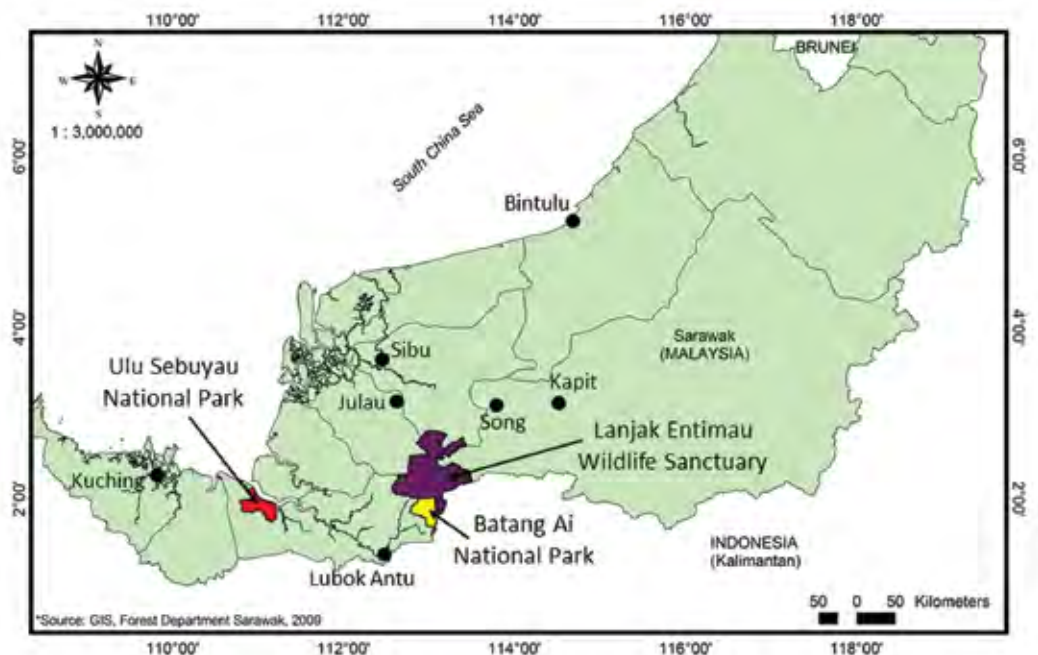 110°00' 112°00' 114°00' 116°00' 118°00'
N
W E
S
1 : 3,000,000
BRUNEI
6°00' 6°00'
South China Sea
Bintulu
4°00' 4°00'
Sarawak
(MALAYSIA)
Sibu
Ulu Sebuyau
National Park
Julau
Song
Kapit
Lanjak Entimau
Wildlife Sanctuary
Kuching
2°00' 2°00'
Batang Ai
National Park
INDONESIA
(Kalimantan)
Lubok Antu
50 0 50 Kilometers
*Source: GIS, Forest Department Sarawak, 2009
110°00' 112°00' 114°00' 116°00' 118°00'